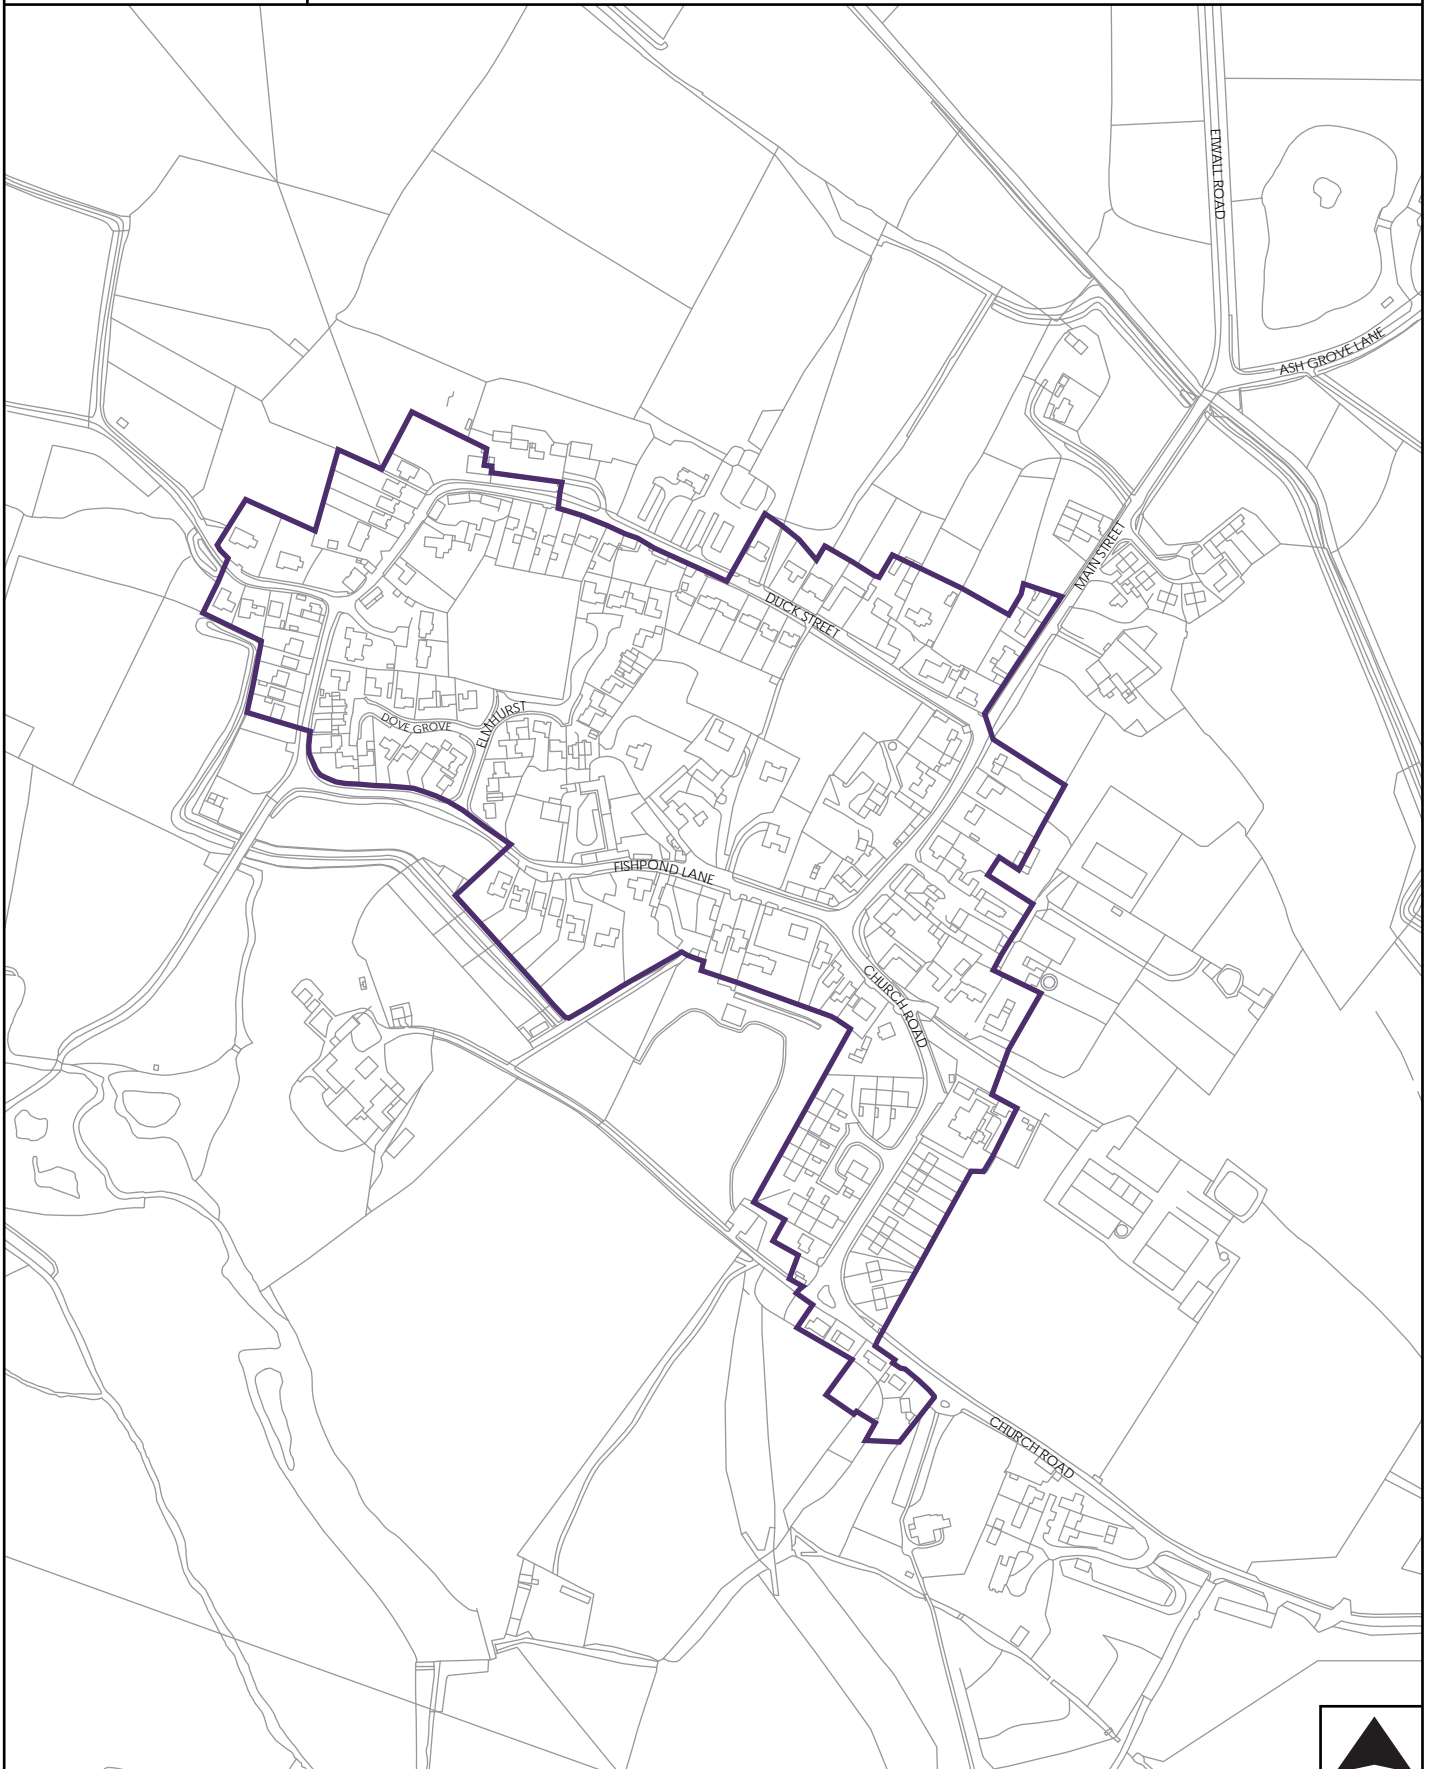 ETWALL ROAD
ASH GROVE LANE
MAIN STREET
DUCK STREET
ELMHURST
DOVE GROVE
FISHPOND LANE
CHURCH ROAD
CHURCH ROAD